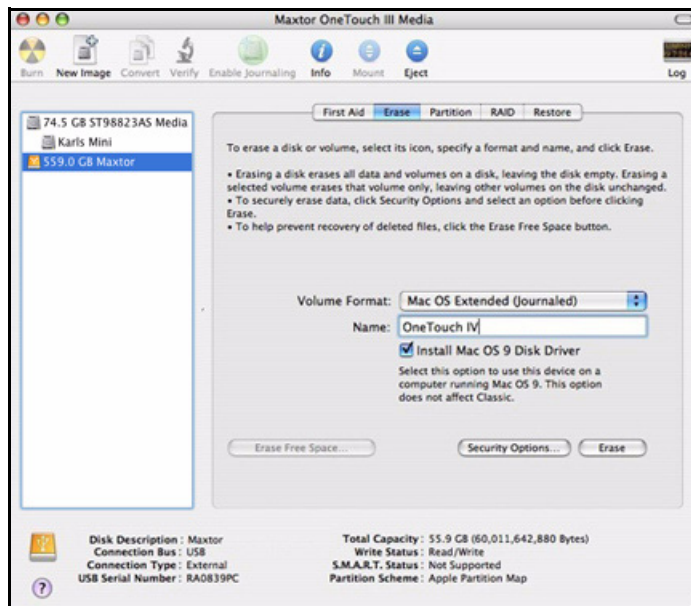 Maxtor OneTouch III Media
Burn New Image Convert Verify Enable Journaling Info Mount Eject Log
74.5 GB ST98823AS Media
Karls Mini
559.0 GB Maxtor
First Aid Erase Partition RAID Restore
To erase a disk or volume, select its icon, specify a format and name, and click Erase.
• Erasing a disk erases all data and volumes on a disk, leaving the disk empty. Erasing a
selected volume erases that volume only, leaving other volumes on the disk unchanged.
• To securely erase data, click Security Options and select an option before clicking
Erase.
• To help prevent recovery of deleted files, click the Erase Free Space button.
Volume Format: Mac OS Extended (Journaled)
Name: OneTouch IV
Install Mac OS 9 Disk Driver
Select this option to use this device on a
computer running Mac OS 9. This option
does not affect Classic.
Erase Free Space... Security Options... Erase
Disk Description : Maxtor
Connection Bus : USB
Connection Type : External
USB Serial Number : RA0839PC
Total Capacity : 55.9 GB (60,011,642,880 Bytes)
Write Status : Read/Write
S.M.A.R.T. Status : Not Supported
Partition Scheme : Apple Partition Map
?